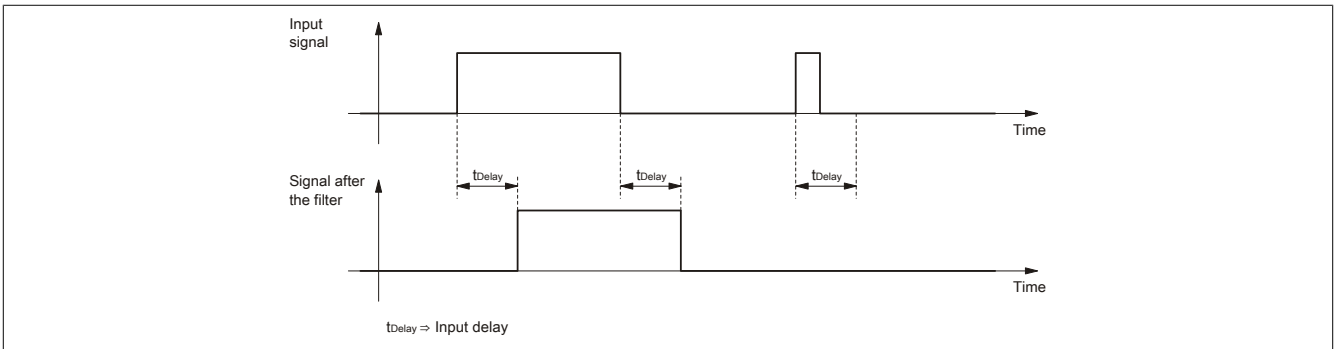 Input
signal
Time
tDelay
tDelay
tDelay
Signal after
the filter
Time
tDelay ⇒ Input delay